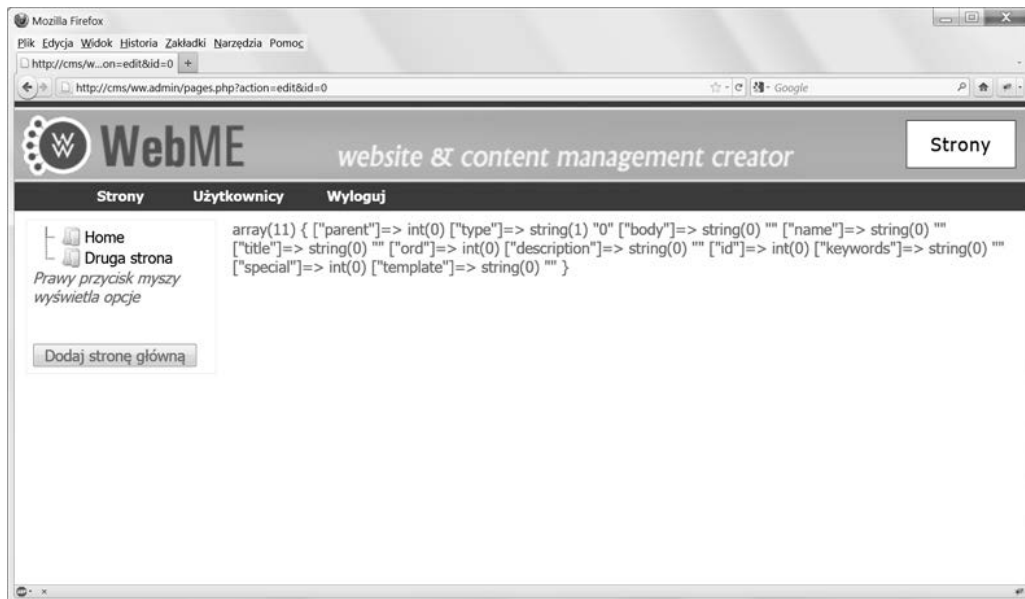 Mozilla Firefox
Plik Edycja Widok Historia Zakładki Narzędzia Pomoc
http://cms/w...on=edit&id=0 +
http://cms/ww.admin/pages.php?action=edit&id=0 Google
WebME website & content management creator Strony
Strony Użytkownicy Wyloguj
Home
Druga strona
Prawy przycisk myszy
wyświetla opcje
Dodaj stronę główną
array(11) { ["parent"]=> int(0) ["type"]=> string(1) "0" ["body"]=> string(0) "" ["name"]=> string(0) ""
["title"]=> string(0) "" ["ord"]=> int(0) ["description"]=> string(0) "" ["id"]=> int(0) ["keywords"]=> string(0) ""
["special"]=> int(0) ["template"]=> string(0) "" }